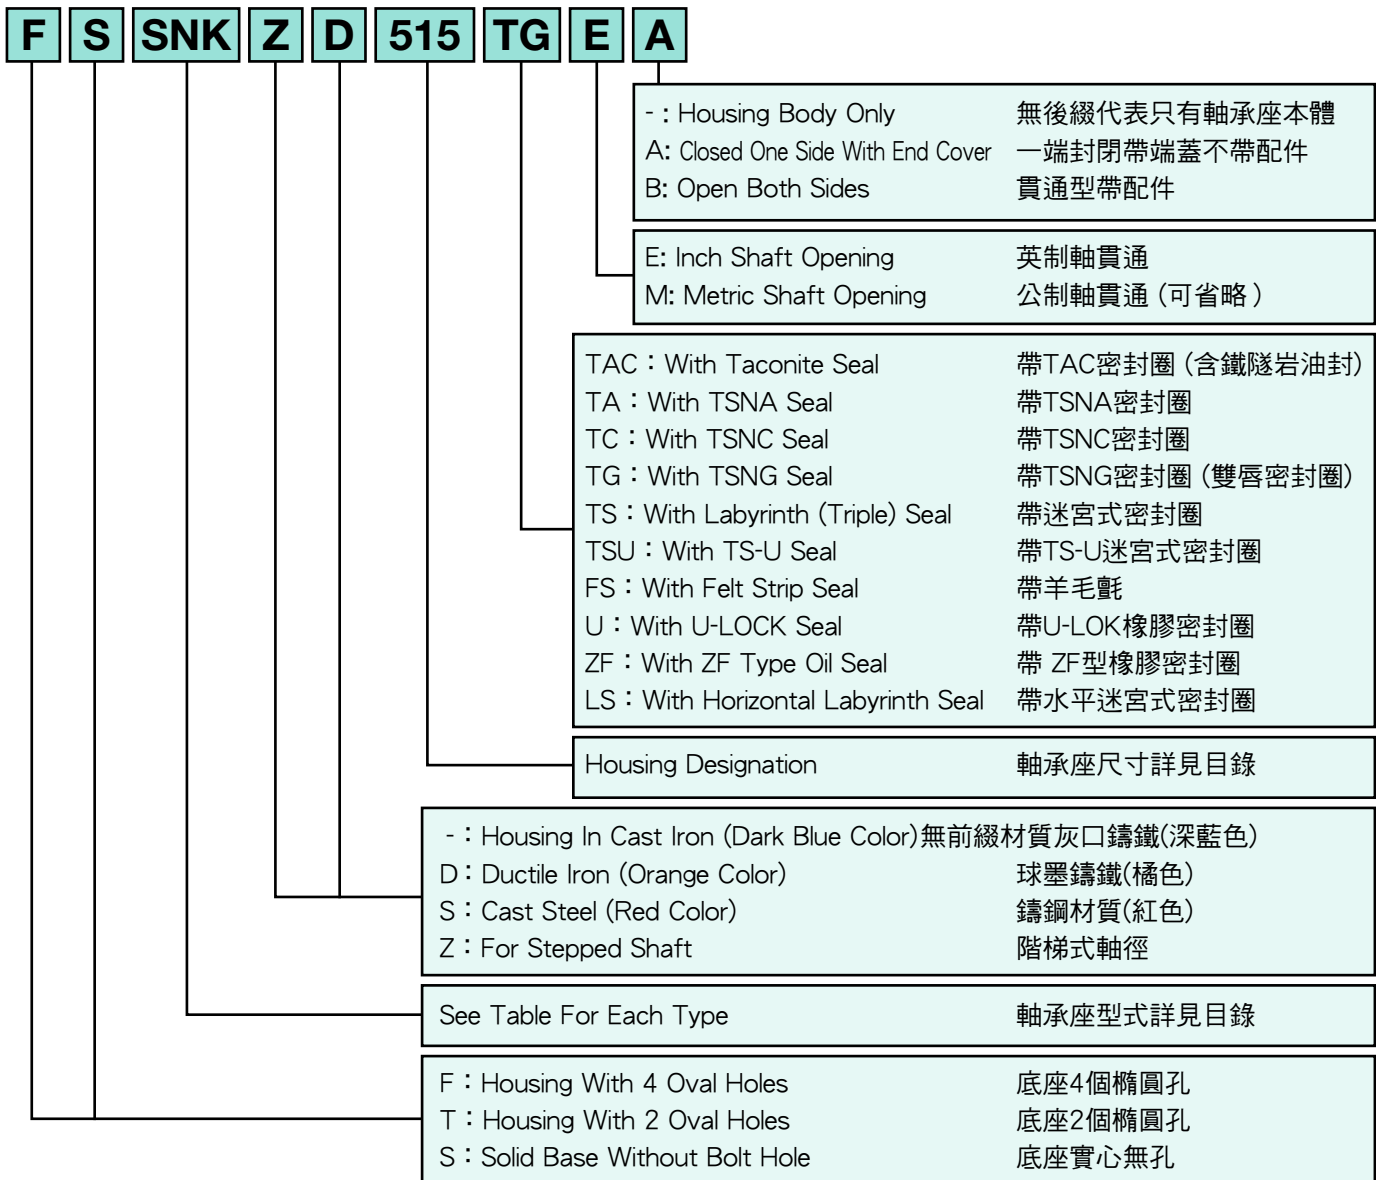 F S SNK Z D 515 TG E A
- : Housing Body Only 無後綴代表只有軸承座本體
A: Closed One Side With End Cover 一端封閉帶端蓋不帶配件
B: Open Both Sides 貫通型帶配件
E: Inch Shaft Opening 英制軸貫通
M: Metric Shaft Opening 公制軸貫通 (可省略 )
TAC：With Taconite Seal 帶TAC密封圈 (含鐵隧岩油封)
TA：With TSNA Seal 帶TSNA密封圈
TC：With TSNC Seal 帶TSNC密封圈
TG：With TSNG Seal 帶TSNG密封圈 (雙唇密封圈)
TS：With Labyrinth (Triple) Seal 帶迷宮式密封圈
TSU：With TS-U Seal 帶TS-U迷宮式密封圈
FS：With Felt Strip Seal 帶羊毛氈
U：With U-LOCK Seal 帶U-LOK橡膠密封圈
ZF：With ZF Type Oil Seal 帶 ZF型橡膠密封圈
LS：With Horizontal Labyrinth Seal 帶水平迷宮式密封圈
Housing Designation 軸承座尺寸詳見目錄
-：Housing In Cast Iron (Dark Blue Color)無前綴材質灰口鑄鐵(深藍色)
D：Ductile Iron (Orange Color) 球墨鑄鐵(橘色)
S：Cast Steel (Red Color) 鑄鋼材質(紅色)
Z：For Stepped Shaft 階梯式軸徑
See Table For Each Type 軸承座型式詳見目錄
F：Housing With 4 Oval Holes 底座4個橢圓孔
T：Housing With 2 Oval Holes 底座2個橢圓孔
S：Solid Base Without Bolt Hole 底座實心無孔